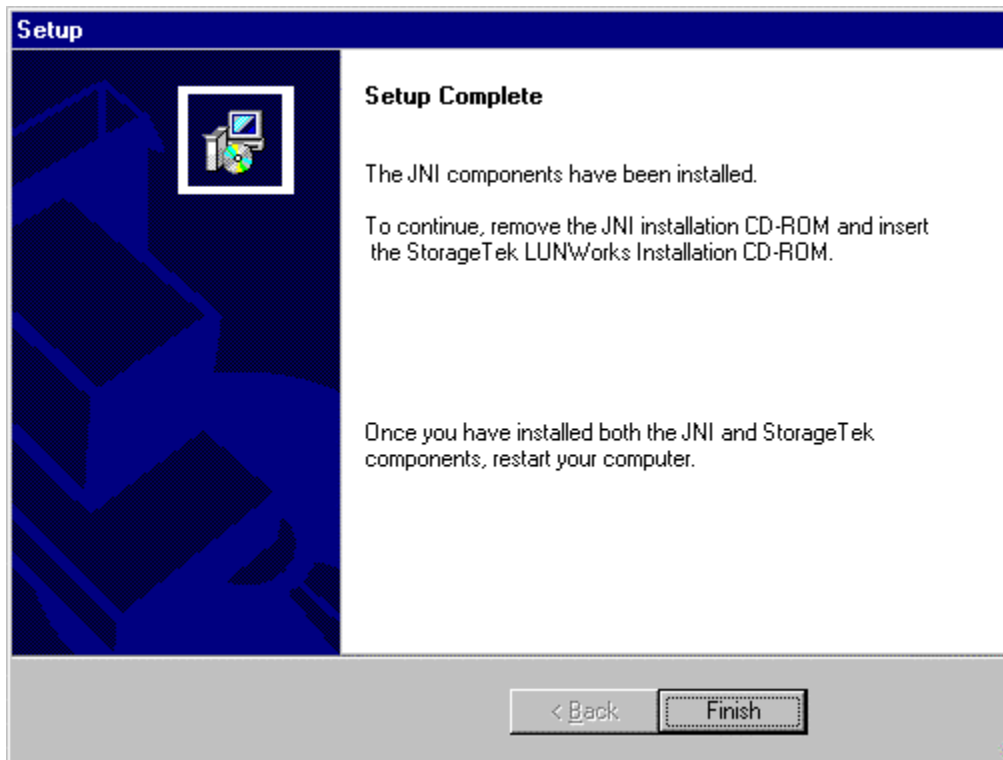 Setup
Setup Complete
The JNI components have been installed.
To continue, remove the JNI installation CD-ROM and insert
the StorageTek LUNWorks Installation CD-ROM.
Once you have installed both the JNI and StorageTek
components, restart your computer.
< Back
Finish